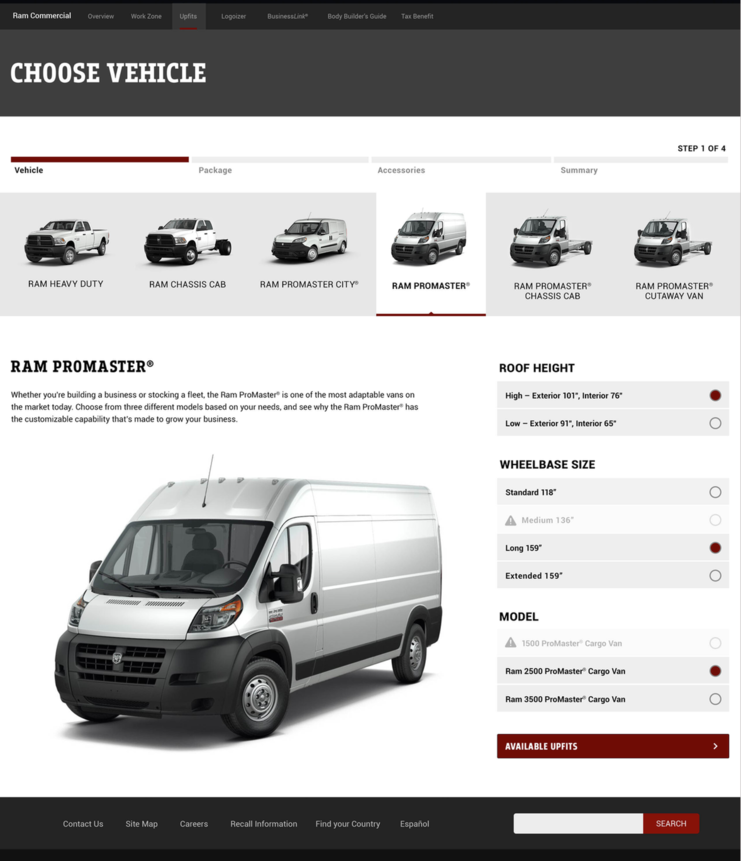 Ram Commercial Overview Work Zone Upfits Logoizer BusinessLink® Body Builder's Guide Tax Benefit
CHOOSE VEHICLE
STEP 1 OF 4
Vehicle Package Accessories Summary
RAM HEAVY DUTY RAM CHASSIS CAB RAM PROMASTER CITY® RAM PROMASTER® RAM PROMASTER® CHASSIS CAB RAM PROMASTER® CUTAWAY VAN
RAM PROMASTER®
Whether you're building a business or stocking a fleet, the Ram ProMaster® is one of the most adaptable vans on
the market today. Choose from three different models based on your needs, and see why the Ram ProMaster® has
the customizable capability that's made to grow your business.
ROOF HEIGHT
High – Exterior 101", Interior 76"
Low – Exterior 91", Interior 65"
WHEELBASE SIZE
Standard 118"
Medium 136"
Long 159"
Extended 159"
MODEL
1500 ProMaster® Cargo Van
Ram 2500 ProMaster® Cargo Van
Ram 3500 ProMaster® Cargo Van
AVAILABLE UPFITS
Contact Us Site Map Careers Recall Information Find your Country Español
SEARCH